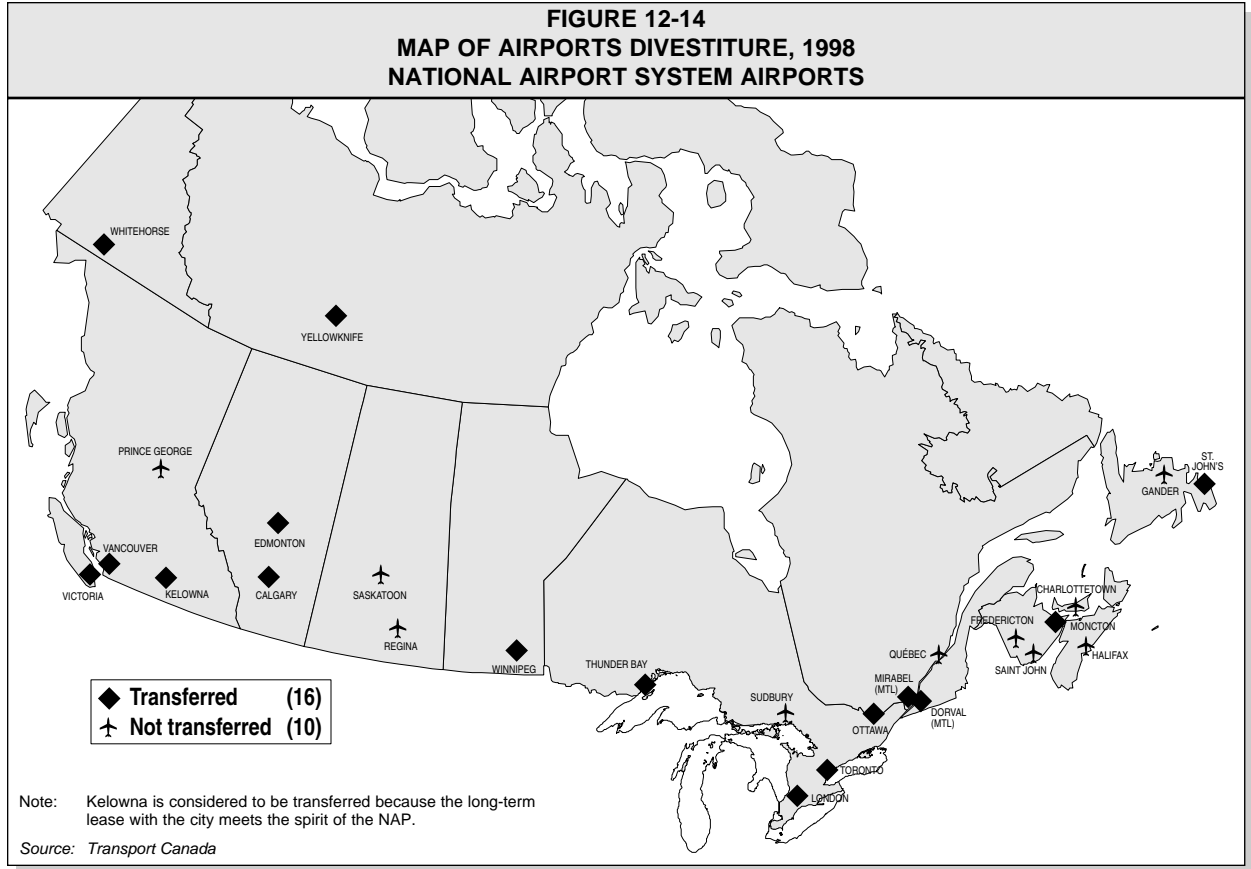 FIGURE 12-14
MAP OF AIRPORTS DIVESTITURE, 1998
NATIONAL AIRPORT SYSTEM AIRPORTS
WHITEHORSE
YELLOWKNIFE
PRINCE GEORGE
EDMONTON
VANCOUVER
VICTORIA
KELOWNA
CALGARY
SASKATOON
REGINA
WINNIPEG
THUNDER BAY
SUDBURY
OTTAWA
MIRABEL
(MTL)
DORVAL
(MTL)
QUÉBEC
TORONTO
LONDON
FREDERICTON
SAINT JOHN
MONCTON
CHARLOTTETOWN
HALIFAX
GANDER
ST.
JOHN'S
Transferred (16)
Not transferred (10)
Note: Kelowna is considered to be transferred because the long-term
lease with the city meets the spirit of the NAP.
Source: Transport Canada